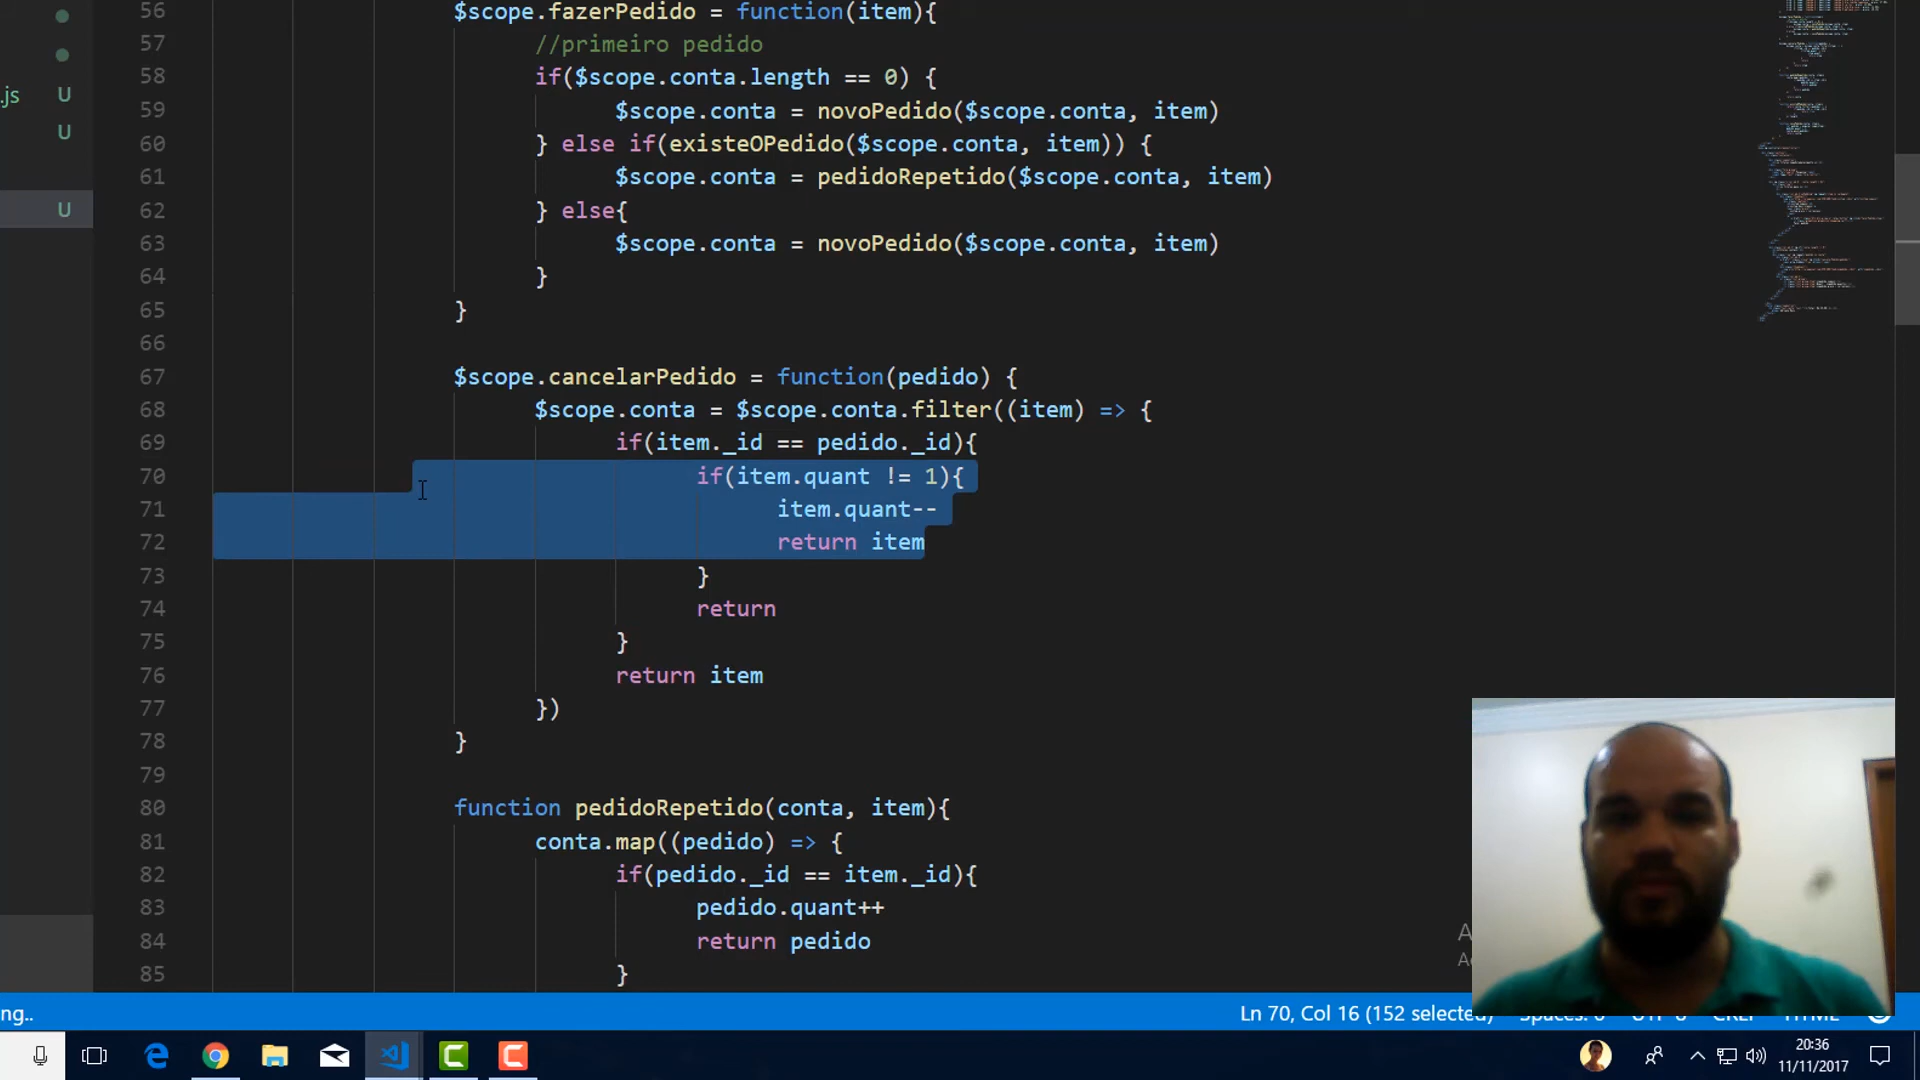 56 $scope.fazerPedido = function(item){
57 //primeiro pedido
58 if($scope.conta.length == 0) {
.js U 59 $scope.conta = novoPedido($scope.conta, item)
U 60 } else if(existeOPedido($scope.conta, item)) {
61 $scope.conta = pedidoRepetido($scope.conta, item)
U 62 } else{
63 $scope.conta = novoPedido($scope.conta, item)
64 }
65 }
66
67 $scope.cancelarPedido = function(pedido) {
68 $scope.conta = $scope.conta.filter((item) => {
69 if(item._id == pedido._id){
70 if(item.quant != 1){
71 item.quant--
72 return item
73 }
74 return
75 }
76 return item
77 })
78 }
79
80 function pedidoRepetido(conta, item){
81 conta.map((pedido) => {
82 if(pedido._id == item._id){
83 pedido.quant++
84 return pedido
85 }
ng.. Ln 70, Col 16 (152 selected)
20:36
11/11/2017